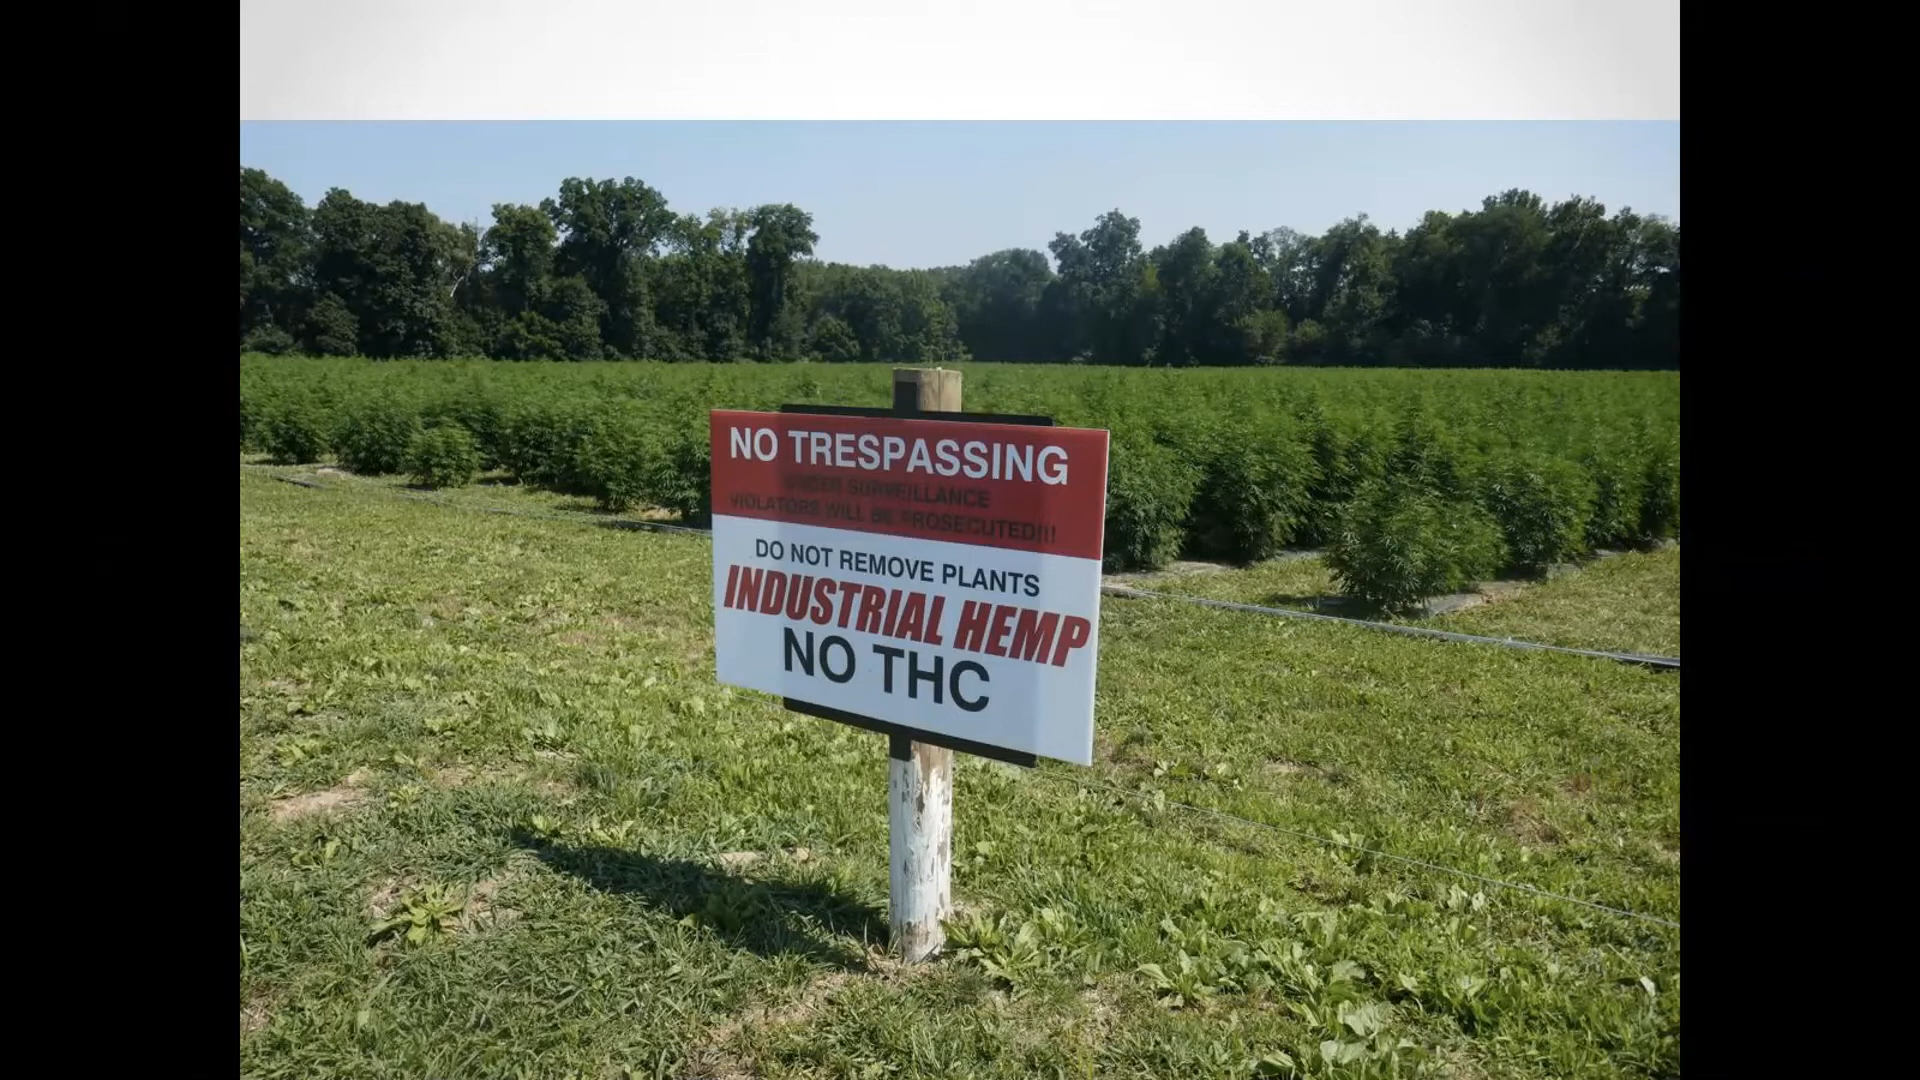 NO TRESPASSING
UNDER SURVEILLANCE
VIOLATORS WILL BE PROSECUTED!!!
DO NOT REMOVE PLANTS
INDUSTRIAL HEMP
NO THC